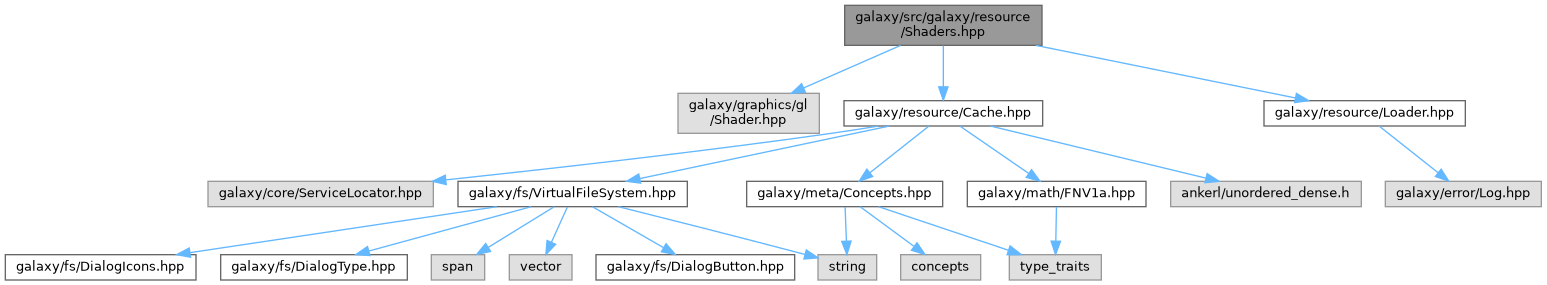 galaxy/src/galaxy/resource
/Shaders.hpp
galaxy/graphics/gl
/Shader.hpp
galaxy/resource/Cache.hpp
galaxy/resource/Loader.hpp
galaxy/core/ServiceLocator.hpp
galaxy/fs/VirtualFileSystem.hpp
galaxy/meta/Concepts.hpp
galaxy/math/FNV1a.hpp
ankerl/unordered_dense.h
galaxy/error/Log.hpp
galaxy/fs/DialogIcons.hpp
galaxy/fs/DialogType.hpp
span
vector
galaxy/fs/DialogButton.hpp
string
concepts
type_traits